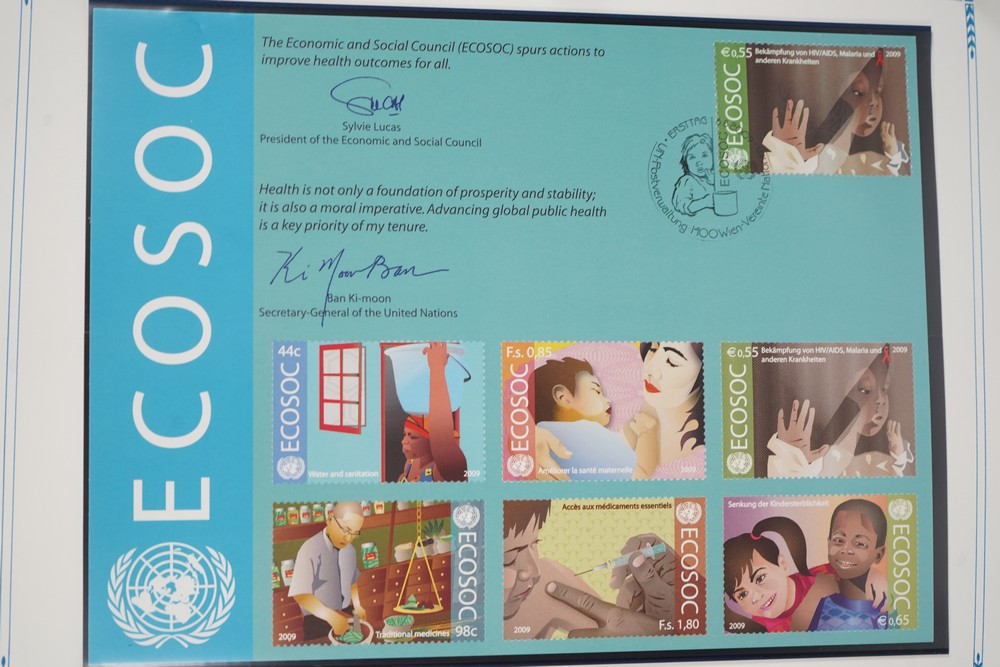 ECOSOC
The Economic and Social Council (ECOSOC) spurs actions to
improve health outcomes for all.
Sylvie Lucas
President of the Economic and Social Council
Health is not only a foundation of prosperity and stability;
it is also a moral imperative. Advancing global public health
is a key priority of my tenure.
Ki Moon Ban
Ban Ki-moon
Secretary-General of the United Nations
€0,55
Bekämpfung von HIV/AIDS, Malaria und
anderen Krankheiten
2009
ECOSOC
ERSTTAG
ECOSOC
UN-Postverwaltung
Wien-Vereinte
44c
ECOSOC
Water and sanitation
2009
F.s. 0,85
ECOSOC
Améliorer la santé maternelle
2009
€0,55
Bekämpfung von HIV/AIDS, Malaria und
anderen Krankheiten
2009
ECOSOC
ECOSOC
2009
Traditional medicines
98c
Accès aux médicaments essentiels
ECOSOC
2009
F.s. 1,80
Senkung der Kindersterblichkeit
ECOSOC
2009
€0,65